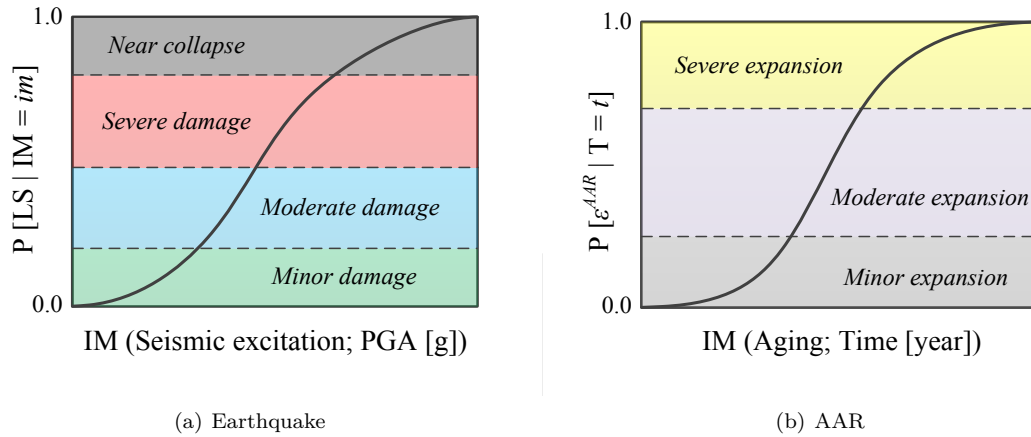 1.0
Near collapse
Severe damage
Moderate damage
Minor damage
0.0
P [LS | IM = im]
IM (Seismic excitation; PGA [g])
(a) Earthquake
1.0
Severe expansion
Moderate expansion
Minor expansion
0.0
P [ε^AAR | T = t]
IM (Aging; Time [year])
(b) AAR